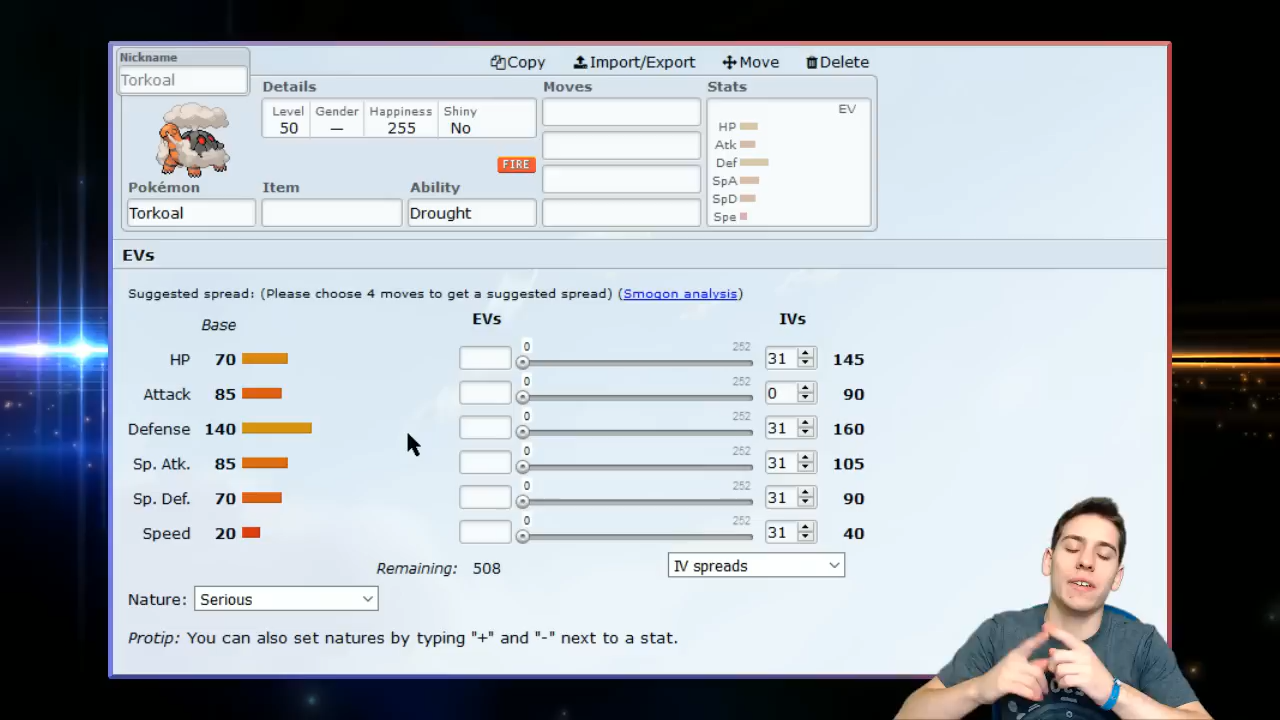 Nickname
Torkoal
Copy Import/Export Move Delete
Details Moves Stats
Level Gender Happiness Shiny
50 — 255 No
EV
HP
Atk
Def
SpA
SpD
Spe
FIRE
Pokémon Item Ability
Torkoal Drought
EVs
Suggested spread: (Please choose 4 moves to get a suggested spread) (Smogon analysis)
Base EVs IVs
HP 70 0 252 31 145
Attack 85 0 252 0 90
Defense 140 0 252 31 160
Sp. Atk. 85 0 252 31 105
Sp. Def. 70 0 252 31 90
Speed 20 0 252 31 40
Remaining: 508 IV spreads
Nature: Serious
Protip: You can also set natures by typing "+" and "-" next to a stat.